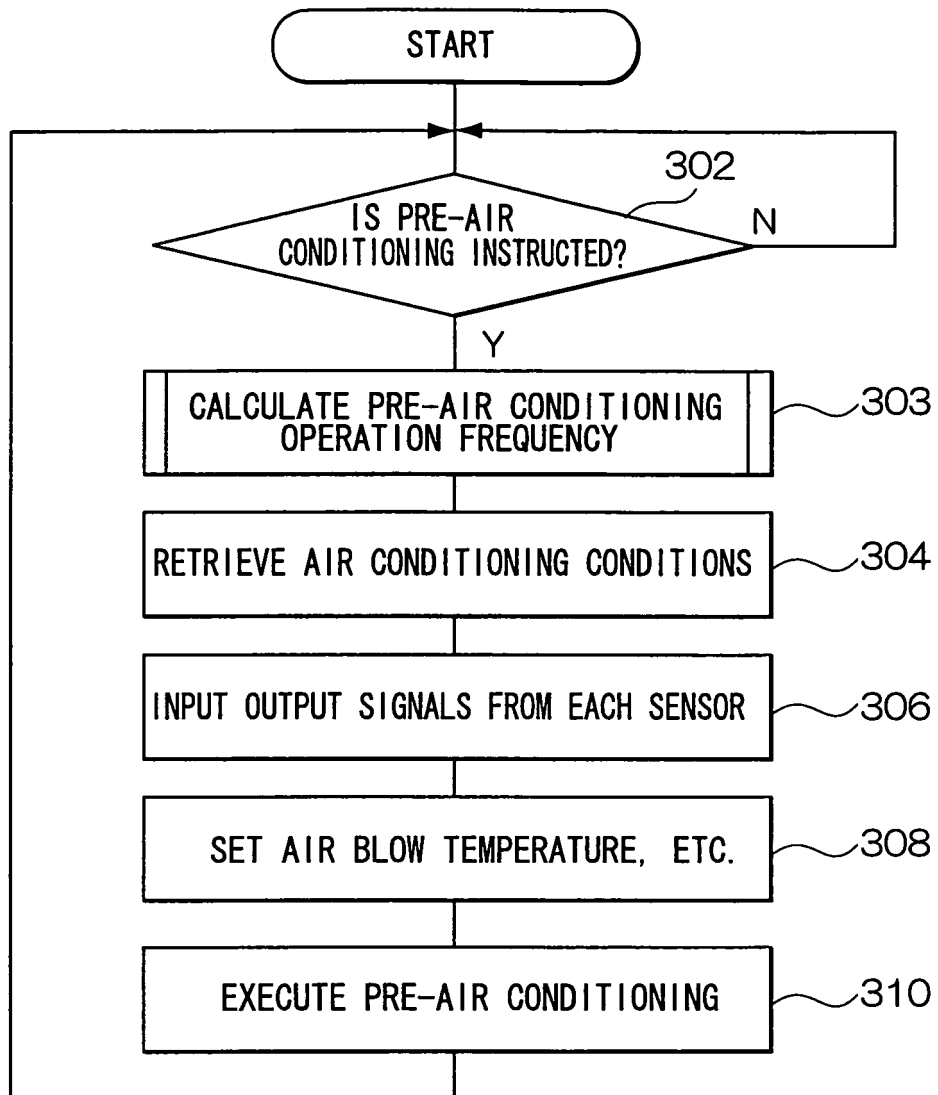 START
302
IS PRE-AIR
CONDITIONING INSTRUCTED?
N
Y
CALCULATE PRE-AIR CONDITIONING
OPERATION FREQUENCY
303
RETRIEVE AIR CONDITIONING CONDITIONS
304
INPUT OUTPUT SIGNALS FROM EACH SENSOR
306
SET AIR BLOW TEMPERATURE, ETC.
308
EXECUTE PRE-AIR CONDITIONING
310